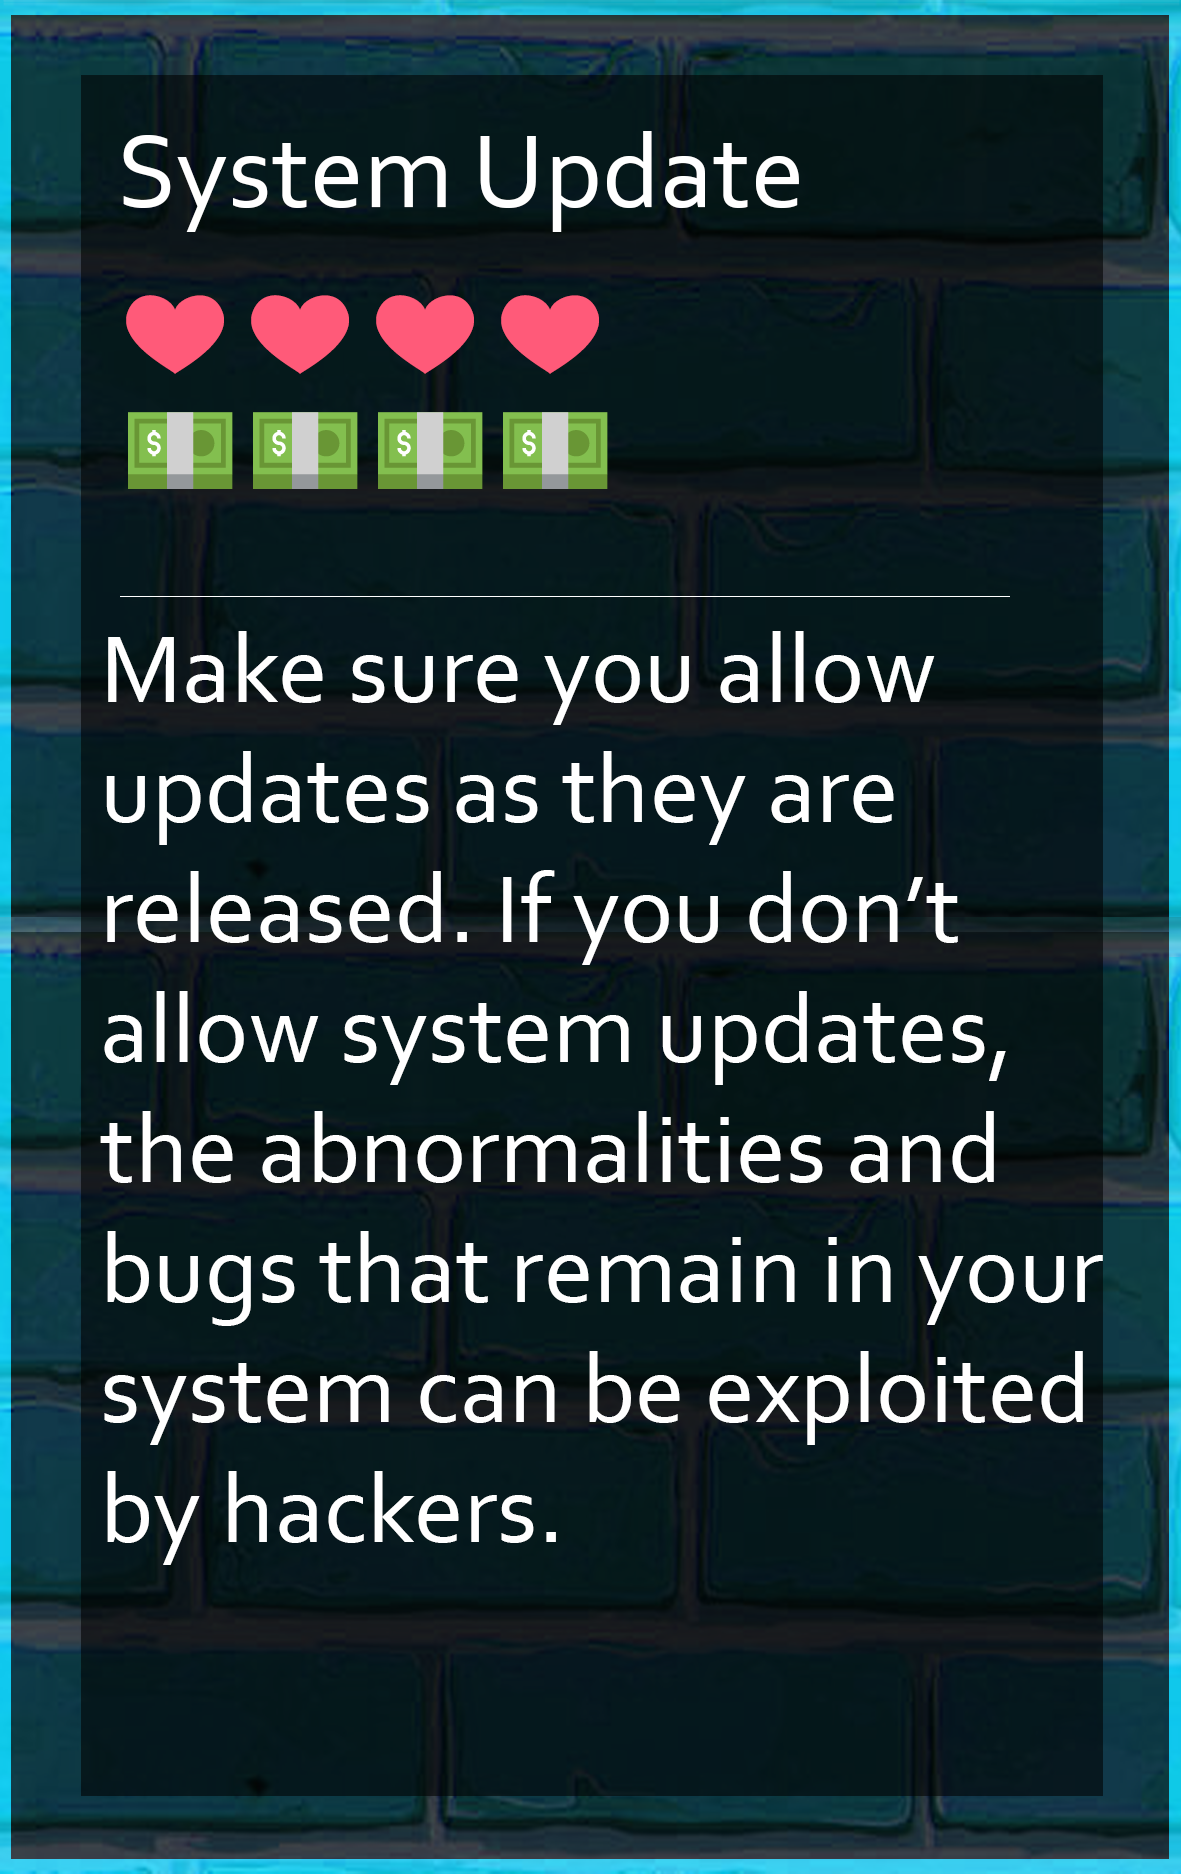 System Update
$ $ $ $
Make sure you allow
updates as they are
released. If you don’t
allow system updates,
the abnormalities and
bugs that remain in your
system can be exploited
by hackers.